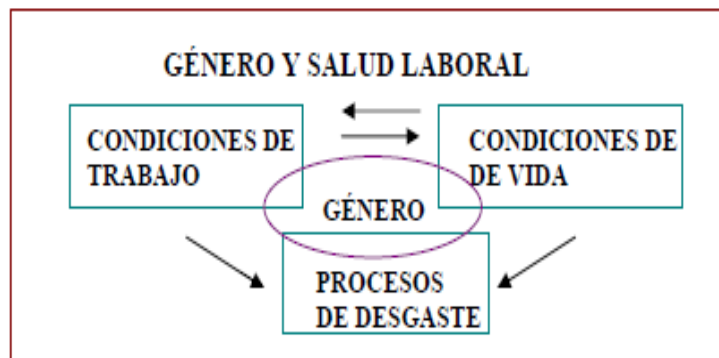 GÉNERO Y SALUD LABORAL
CONDICIONES DE
TRABAJO
CONDICIONES DE
DE VIDA
GÉNERO
PROCESOS
DE DESGASTE